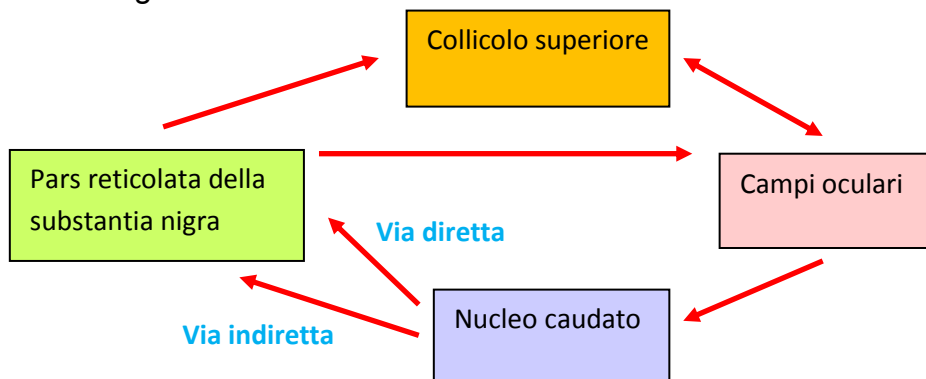 Collicolo superiore
Pars reticolata della
substantia nigra
Campi oculari
Via diretta
Nucleo caudato
Via indiretta